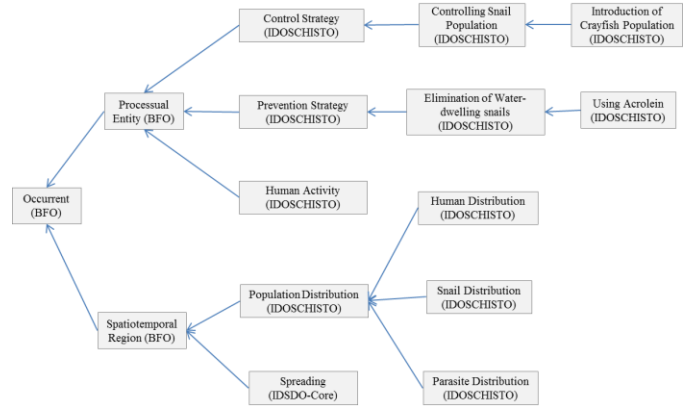 Control Strategy
(IDOSCHISTO)
Controlling Snail
Population
(IDOSCHISTO)
Introduction of
Crayfish Population
(IDOSCHISTO)
Processual
Entity (BFO)
Prevention Strategy
(IDOSCHISTO)
Elimination of Water-
dwelling snails
(IDOSCHISTO)
Using Acrolein
(IDOSCHISTO)
Human Activity
(IDOSCHISTO)
Occurrent
(BFO)
Human Distribution
(IDOSCHISTO)
Population Distribution
(IDOSCHISTO)
Snail Distribution
(IDOSCHISTO)
Spatiotemporal
Region (BFO)
Spreading
(IDSDO-Core)
Parasite Distribution
(IDOSCHISTO)